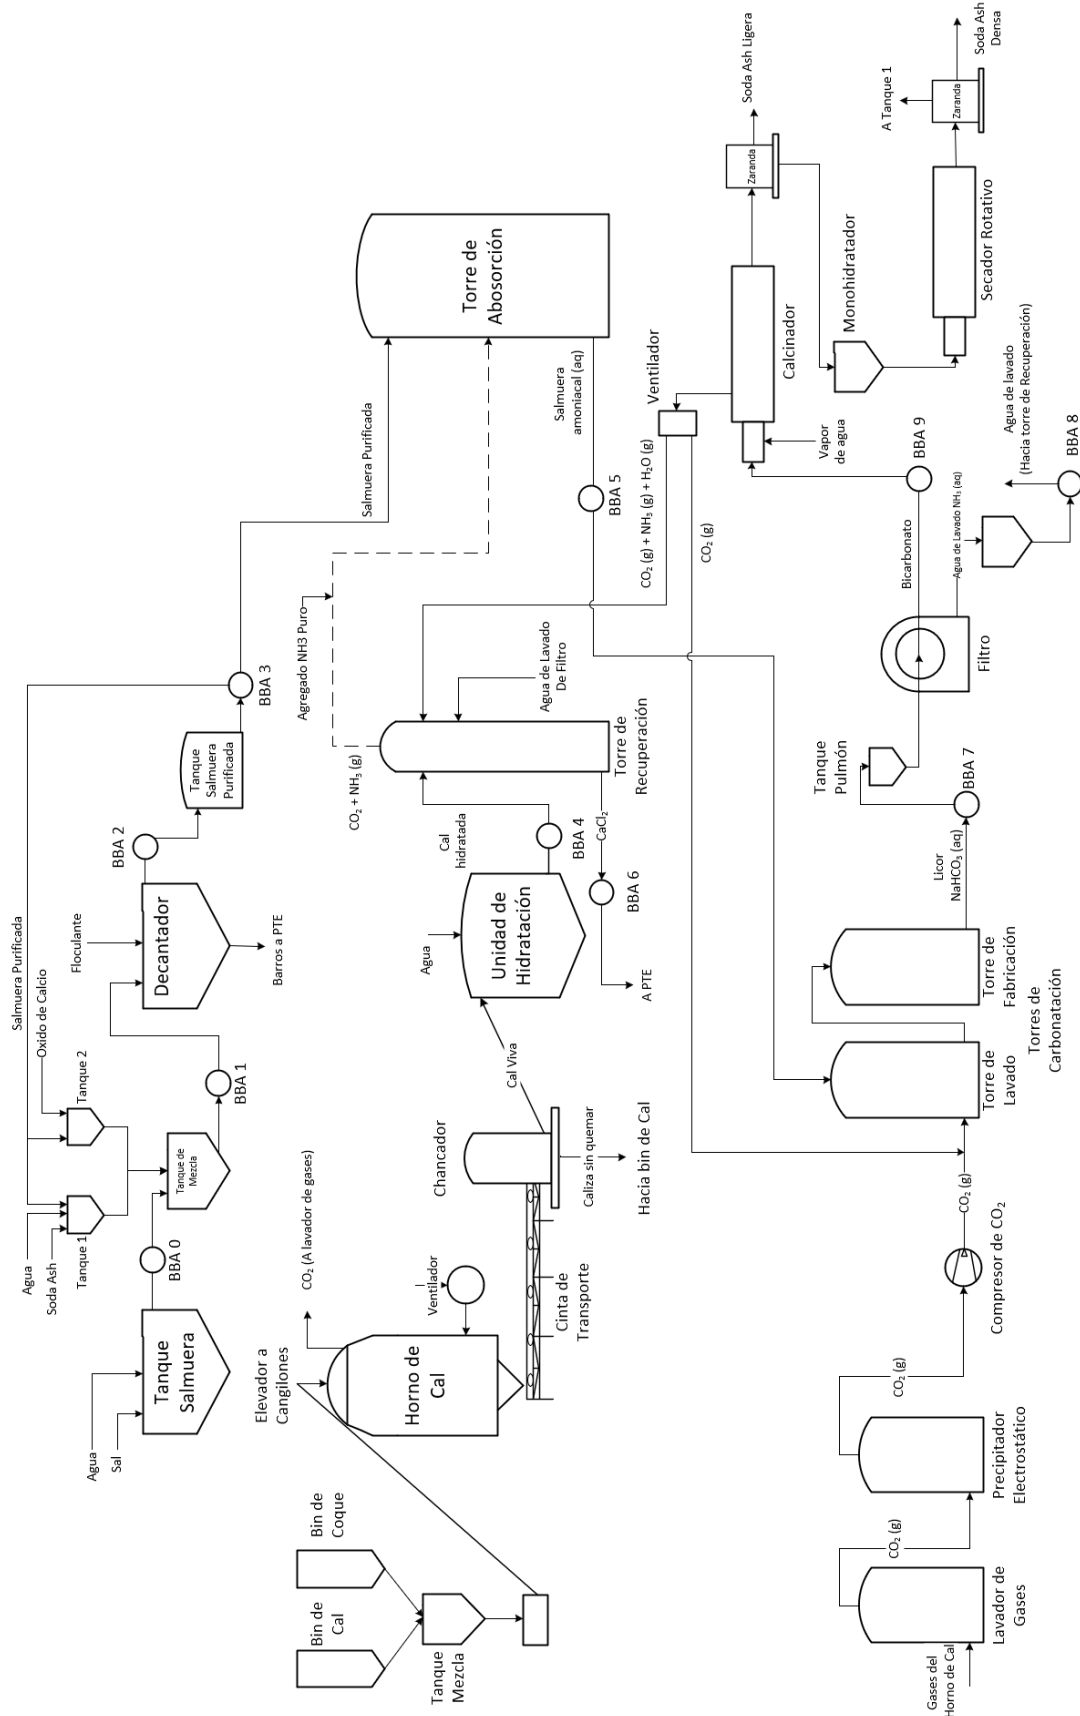 Agua
Sal
Tanque
Salmuera
BBA 0
Agua
Soda Ash
Tanque 1
Salmuera Purificada
Oxido de Calcio
Tanque 2
Tanque de
Mezcla
BBA 1
Floculante
Decantador
Barros a PTE
BBA 2
Tanque
Salmuera
Purificada
BBA 3
Salmuera Purificada
Bin de
Cal
Bin de
Coque
Tanque
Mezcla
Elevador a
Cangilones
CO₂ (A lavador de gases)
Horno de
Cal
Ventilador
Cinta de
Transporte
Chancador
Caliza sin quemar
Hacia bin de Cal
Cal Viva
Agua
Unidad de
Hidratación
Cal
hidratada
BBA 4
CaCl₂
BBA 6
A PTE
CO₂ + NH₃ (g)
Agregado NH3 Puro
Agua de Lavado
De Filtro
Torre de
Recuperación
Torre de
Abosorción
Salmuera
amoniacal (aq)
BBA 5
CO₂ (g) + NH₃ (g) + H₂O (g)
CO₂ (g)
Ventilador
Gases del
Horno de Cal
Lavador de
Gases
CO₂ (g)
Precipitador
Electrostático
CO₂ (g)
Compresor de CO₂
CO₂ (g)
Torre de
Lavado
Torre de
Fabricación
Torres de
Carbonatación
Licor
NaHCO₃ (aq)
BBA 7
Tanque
Pulmón
Filtro
Bicarbonato
Agua de Lavado NH₃ (aq)
BBA 8
Agua de lavado
(Hacia torre de Recuperación)
BBA 9
Vapor
de agua
Calcinador
Zaranda
Soda Ash Ligera
Monohidratador
Secador Rotativo
Zaranda
A Tanque 1
Soda Ash
Densa